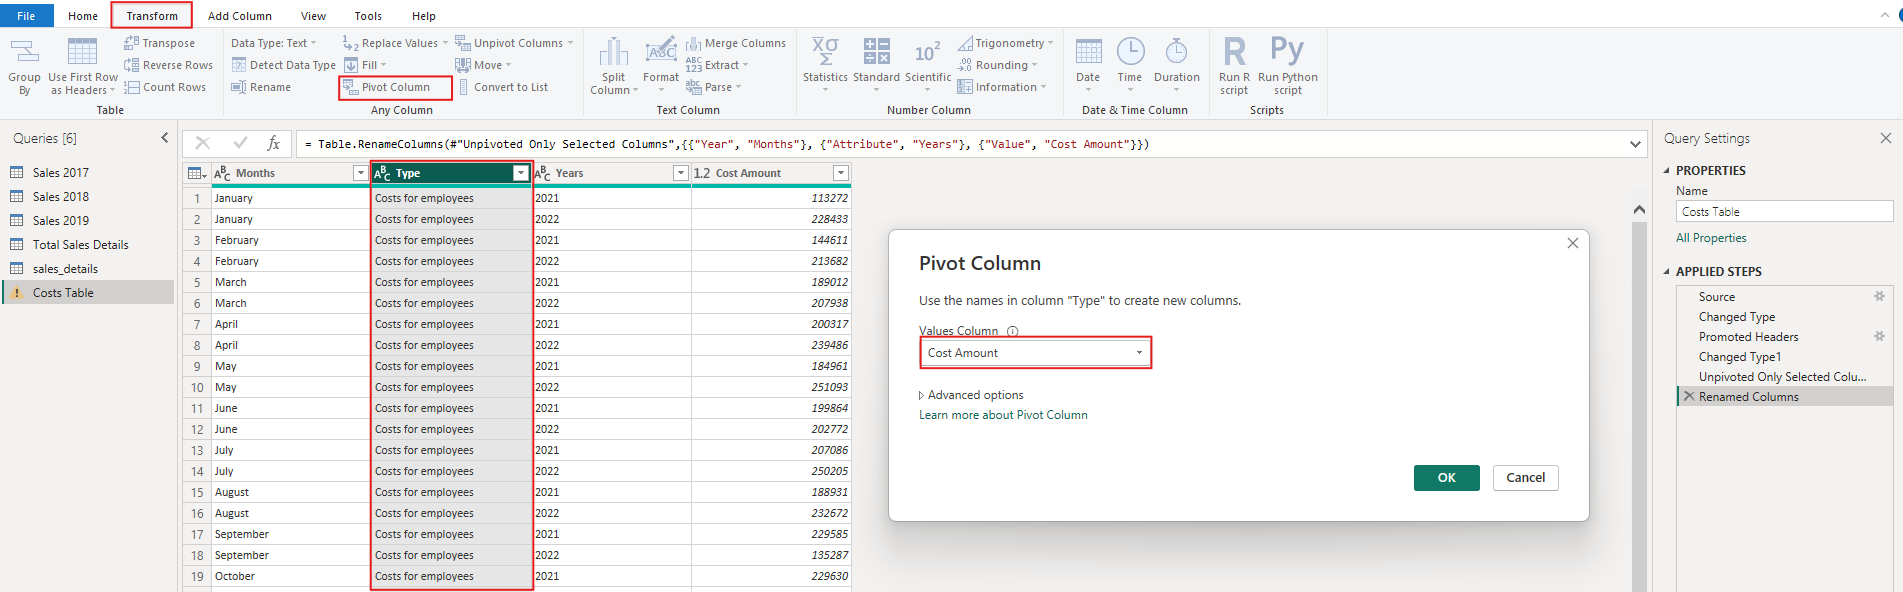 File Home Transform Add Column View Tools Help
Group By
Use First Row as Headers
Transpose
Reverse Rows
Count Rows
Table
Data Type: Text
Detect Data Type
Rename
Replace Values
Fill
Pivot Column
Unpivot Columns
Move
Convert to List
Any Column
Split Column
Format
Merge Columns
Extract
Parse
Text Column
Statistics
Standard
Scientific
Trigonometry
Rounding
Information
Number Column
Date
Time
Duration
Date & Time Column
Run R script
Run Python script
Scripts
Queries [6]
Sales 2017
Sales 2018
Sales 2019
Total Sales Details
sales_details
Costs Table
fx = Table.RenameColumns(#"Unpivoted Only Selected Columns",{{"Year", "Months"}, {"Attribute", "Years"}, {"Value", "Cost Amount"}})
ABC Months ABC Type ABC Years 1.2 Cost Amount
1 January Costs for employees 2021 113272
2 January Costs for employees 2022 228433
3 February Costs for employees 2021 144611
4 February Costs for employees 2022 213682
5 March Costs for employees 2021 189012
6 March Costs for employees 2022 207938
7 April Costs for employees 2021 200317
8 April Costs for employees 2022 239486
9 May Costs for employees 2021 184961
10 May Costs for employees 2022 251093
11 June Costs for employees 2021 199864
12 June Costs for employees 2022 202772
13 July Costs for employees 2021 207086
14 July Costs for employees 2022 250205
15 August Costs for employees 2021 188931
16 August Costs for employees 2022 232672
17 September Costs for employees 2021 229585
18 September Costs for employees 2022 135287
19 October Costs for employees 2021 229630
Pivot Column
Use the names in column "Type" to create new columns.
Values Column
Cost Amount
Advanced options
Learn more about Pivot Column
OK Cancel
Query Settings
PROPERTIES
Name
Costs Table
All Properties
APPLIED STEPS
Source
Changed Type
Promoted Headers
Changed Type1
Unpivoted Only Selected Colu...
Renamed Columns